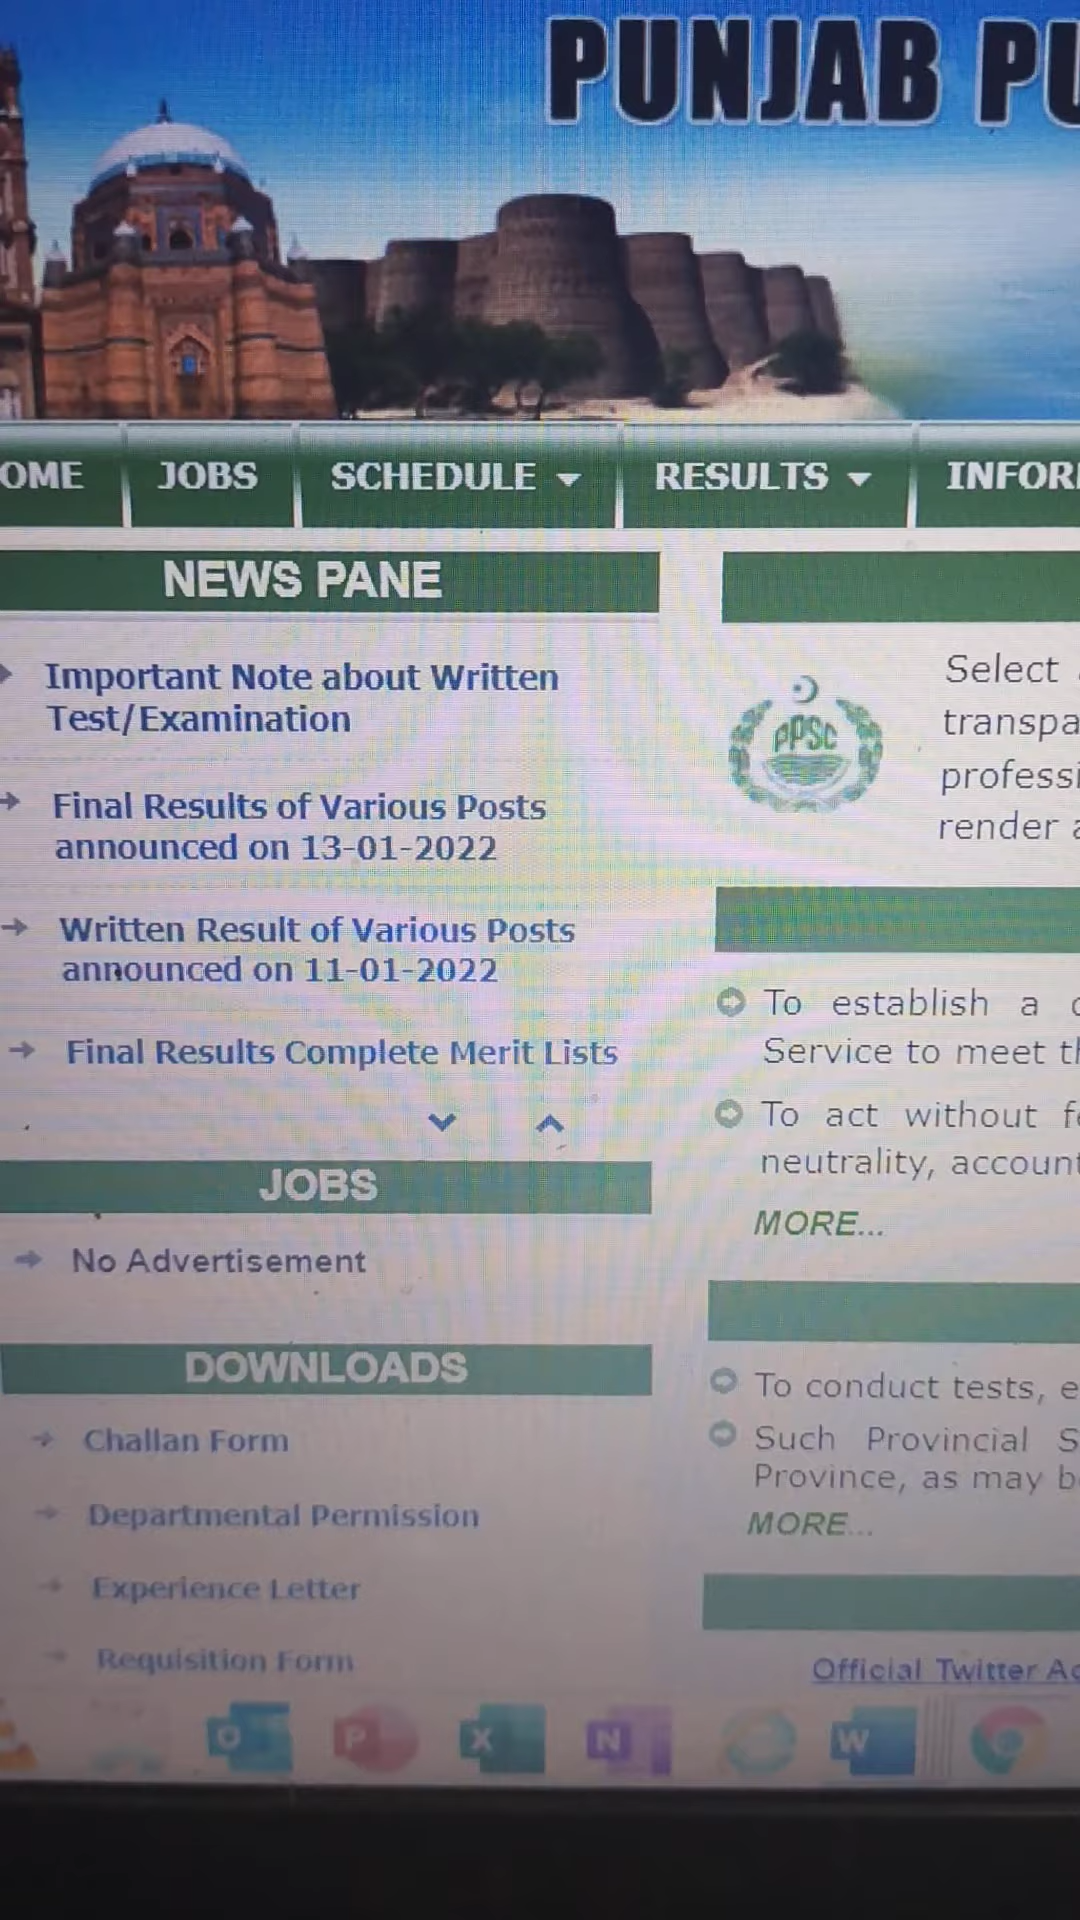 PUNJAB PU
OME
JOBS
SCHEDULE
RESULTS
INFOR
NEWS PANE
Important Note about Written
Test/Examination
Final Results of Various Posts
announced on 13-01-2022
Written Result of Various Posts
announced on 11-01-2022
Final Results Complete Merit Lists
JOBS
No Advertisement
DOWNLOADS
Challan Form
Departmental Permission
Experience Letter
Requisition Form
PPSC
Select
transpa
professi
render a
To establish a c
Service to meet th
To act without f
neutrality, account
MORE...
To conduct tests, e
Such Provincial S
Province, as may b
MORE...
Official Twitter Ac
O
P
X
N
W